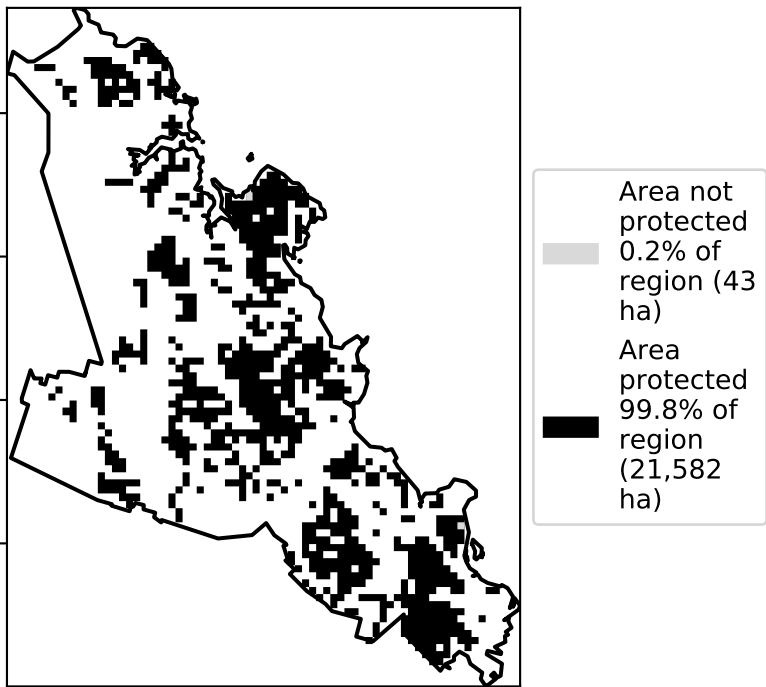 Area not
protected
0.2% of
region (43
ha)
Area
protected
99.8% of
region
(21,582
ha)